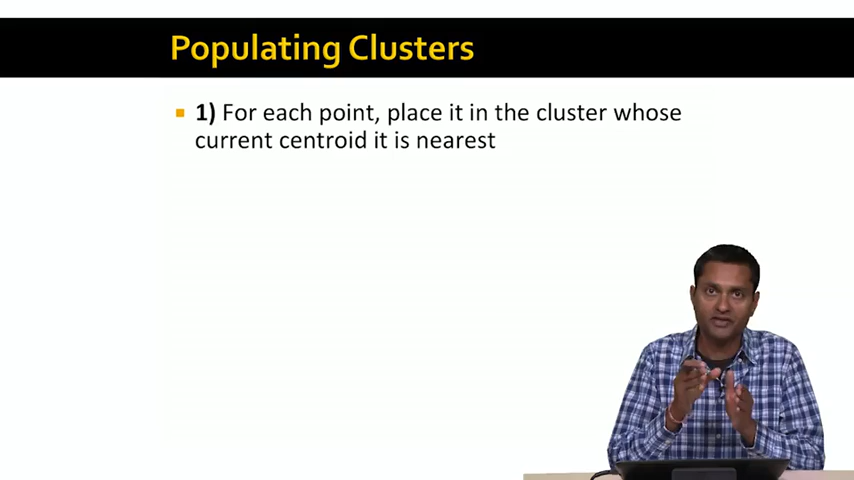 Populating Clusters
1) For each point, place it in the cluster whose
current centroid it is nearest